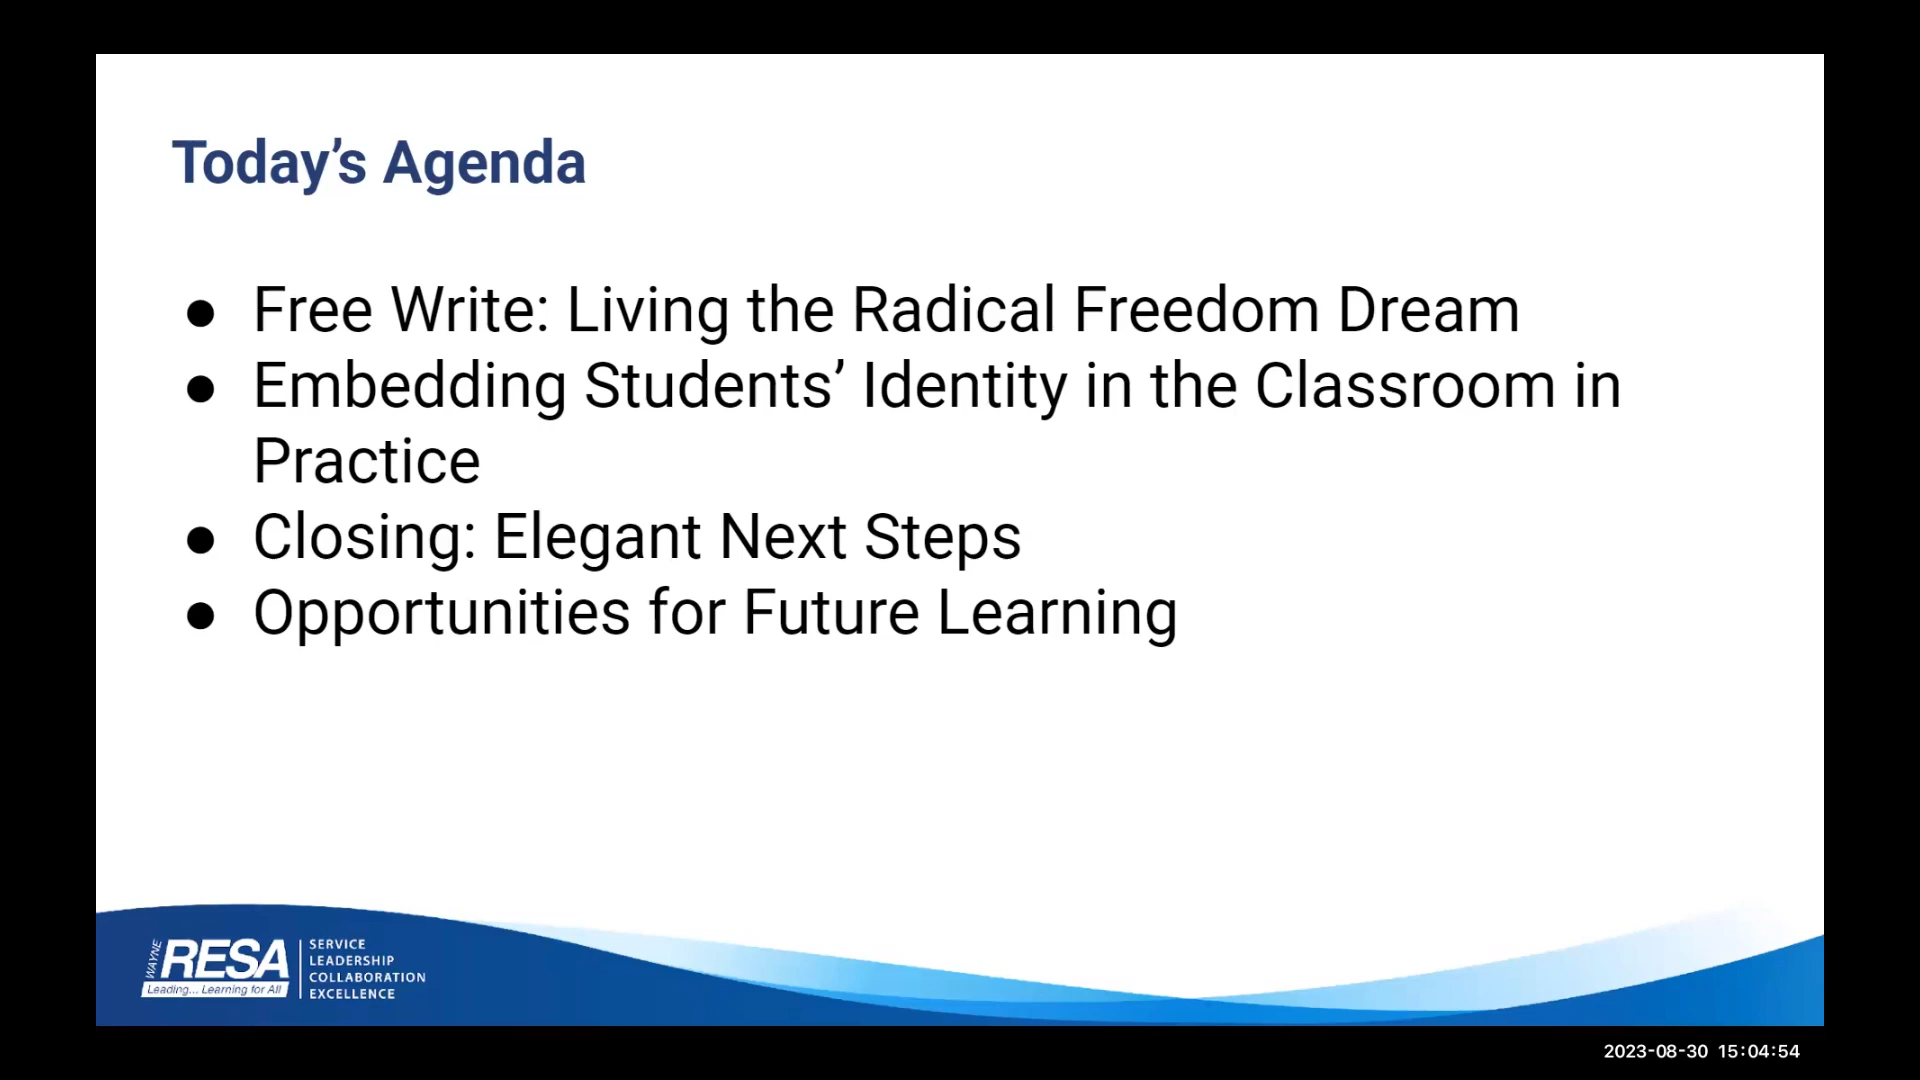 Today’s Agenda
● Free Write: Living the Radical Freedom Dream
● Embedding Students’ Identity in the Classroom in
Practice
● Closing: Elegant Next Steps
● Opportunities for Future Learning
WAYNE
RESA
Leading... Learning for All
SERVICE
LEADERSHIP
COLLABORATION
EXCELLENCE
2023-08-30 15:04:54